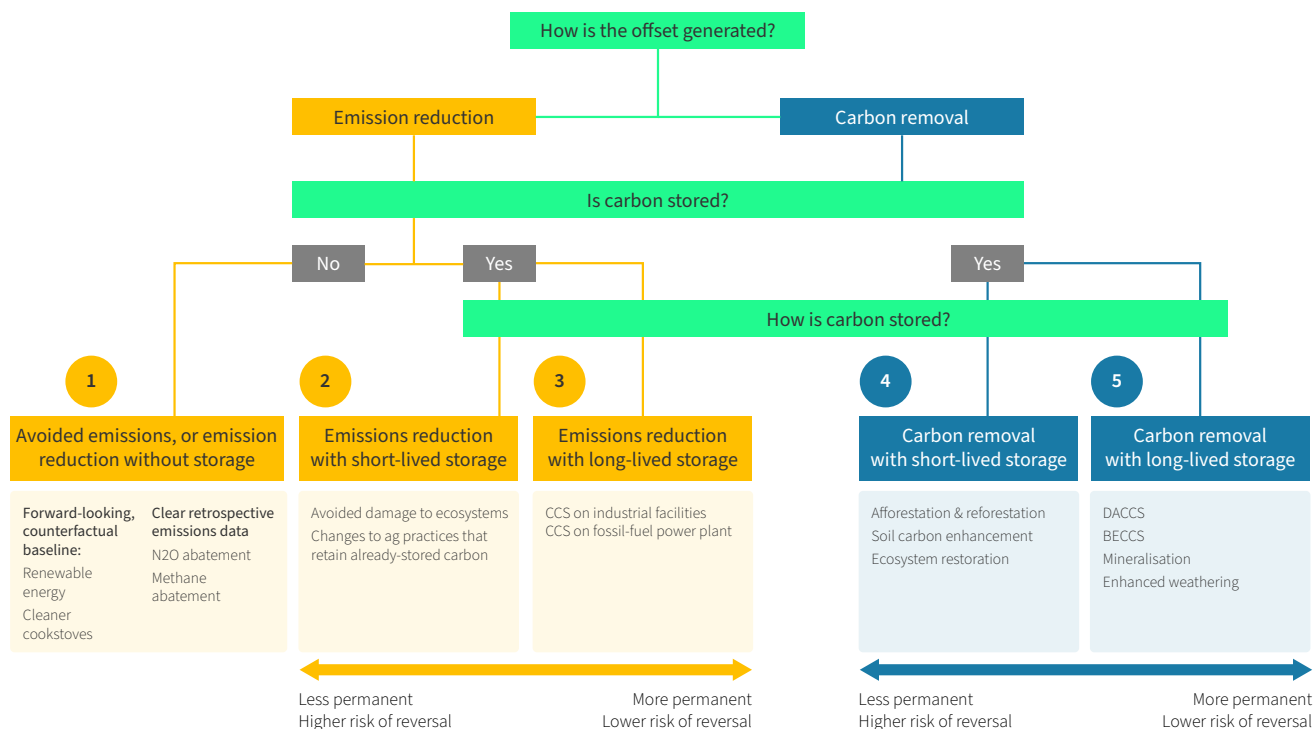 How is the offset generated?
Emission reduction
Carbon removal
Is carbon stored?
No
Yes
Yes
How is carbon stored?
1
2
3
4
5
Avoided emissions, or emission
reduction without storage
Emissions reduction
with short-lived storage
Emissions reduction
with long-lived storage
Carbon removal
with short-lived storage
Carbon removal
with long-lived storage
Forward-looking,
counterfactual
baseline:
Renewable
energy
Cleaner
cookstoves
Clear retrospective
emissions data
N2O abatement
Methane
abatement
Avoided damage to ecosystems
Changes to ag practices that
retain already-stored carbon
CCS on industrial facilities
CCS on fossil-fuel power plant
Afforestation & reforestation
Soil carbon enhancement
Ecosystem restoration
DACCS
BECCS
Mineralisation
Enhanced weathering
Less permanent
Higher risk of reversal
More permanent
Lower risk of reversal
Less permanent
Higher risk of reversal
More permanent
Lower risk of reversal